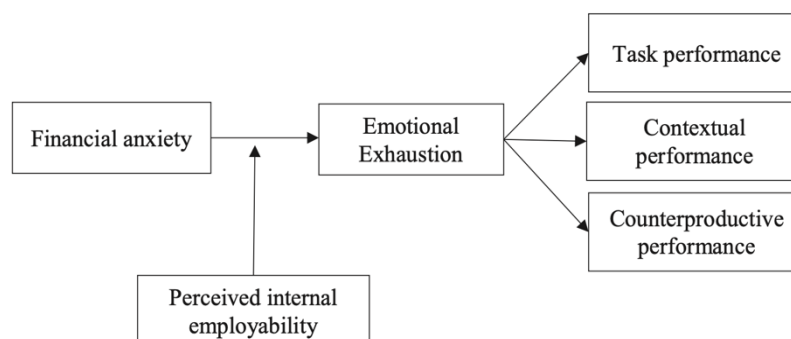 Task performance
Financial anxiety
Emotional
Exhaustion
Contextual
performance
Counterproductive
performance
Perceived internal
employability